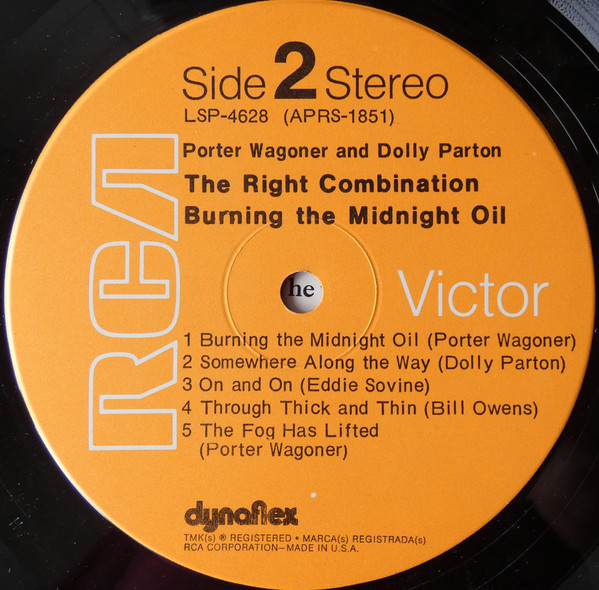 Side 2 Stereo
LSP-4628 (APRS-1851)
Porter Wagoner and Dolly Parton
The Right Combination
Burning the Midnight Oil
RCA
he
Victor
1 Burning the Midnight Oil (Porter Wagoner)
2 Somewhere Along the Way (Dolly Parton)
3 On and On (Eddie Sovine)
4 Through Thick and Thin (Bill Owens)
5 The Fog Has Lifted
(Porter Wagoner)
dynaflex
TMK(s) ® REGISTERED • MARCA(s) REGISTRADA(s)
RCA CORPORATION—MADE IN U.S.A.